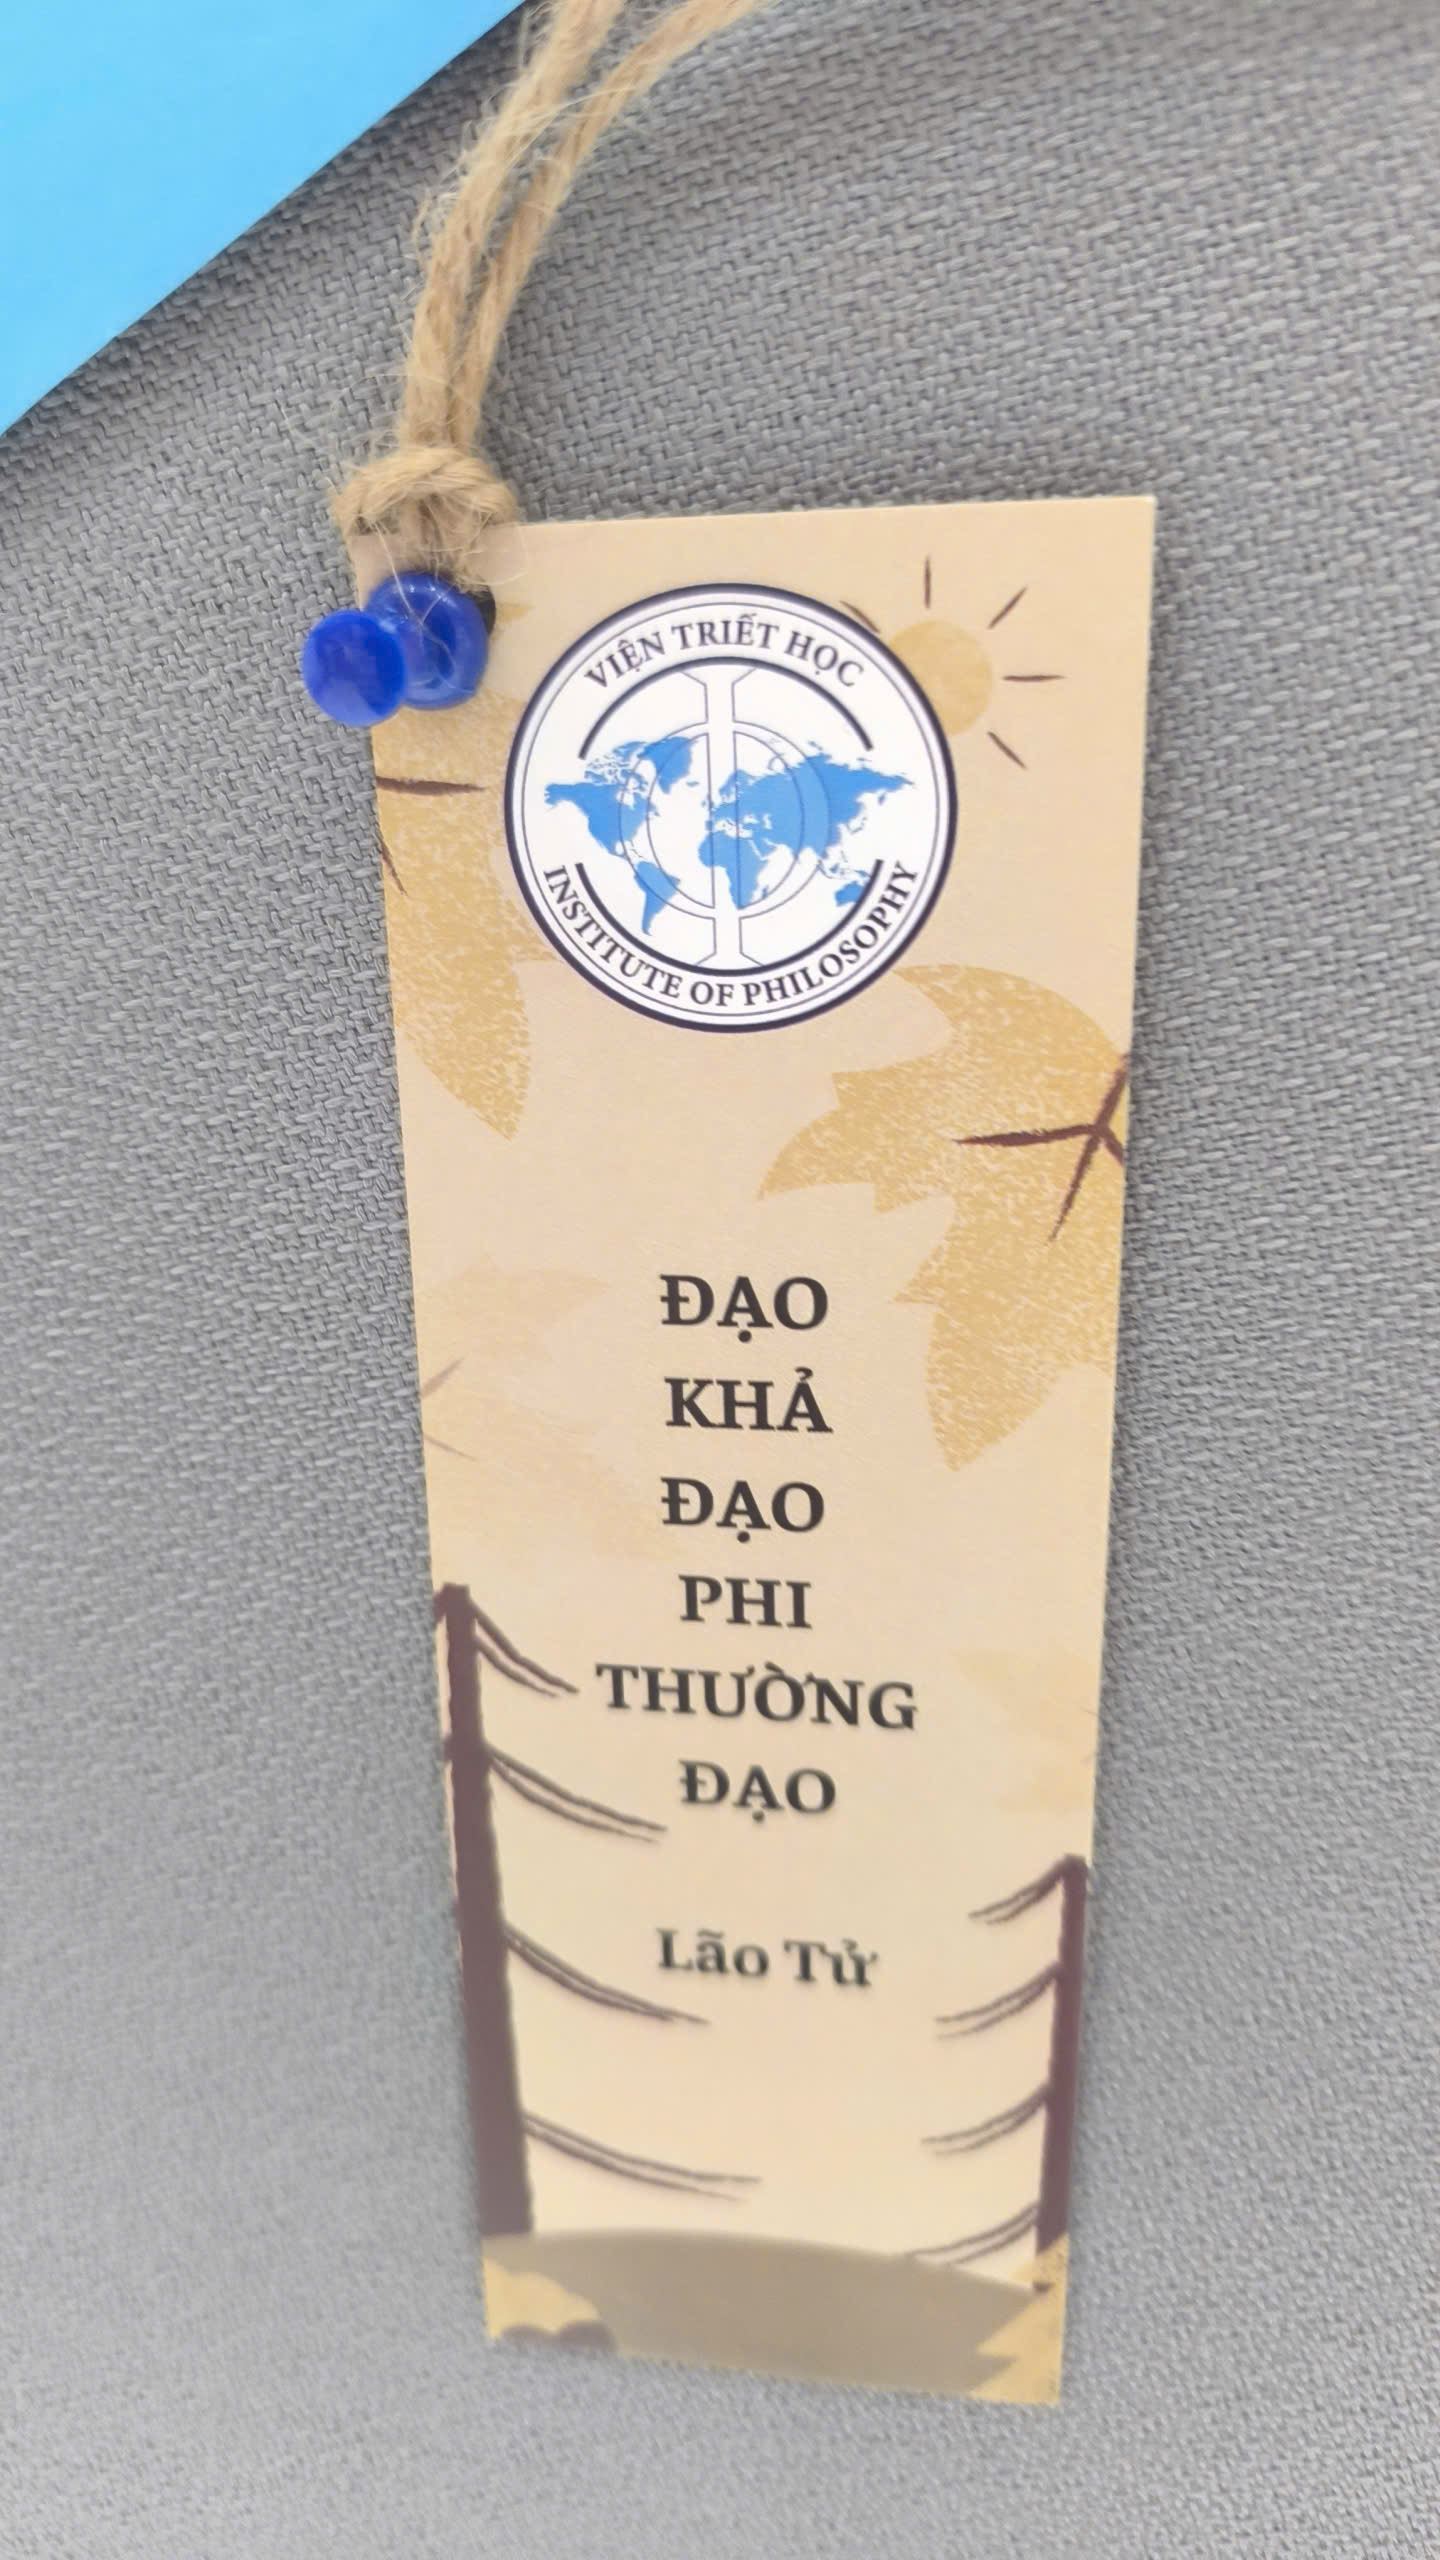 VIỆN TRIẾT HỌC
INSTITUTE OF PHILOSOPHY
ĐẠO
KHẢ
ĐẠO
PHI
THƯỜNG
ĐẠO
Lão Tử